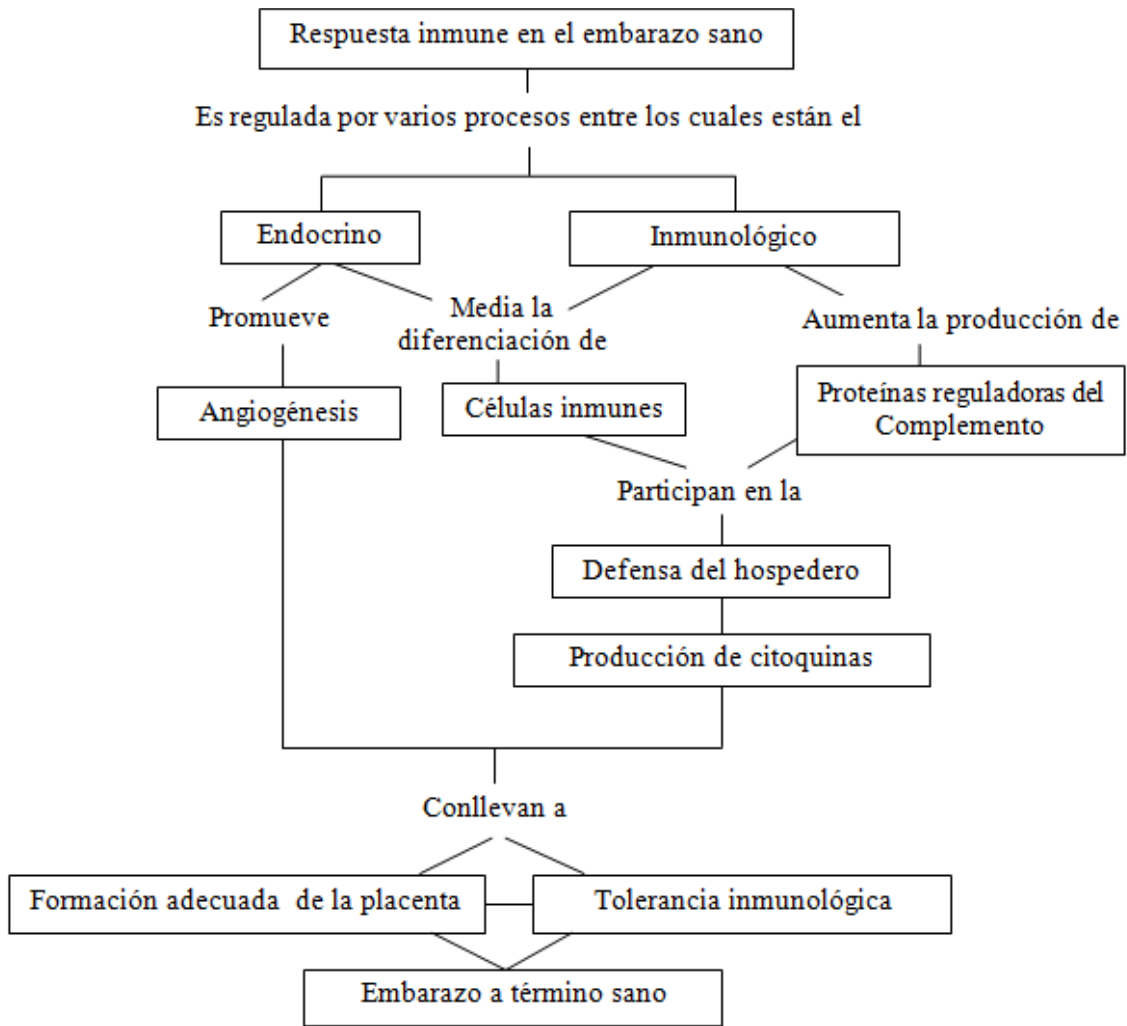 Respuesta inmune en el embarazo sano
Es regulada por varios procesos entre los cuales están el
Endocrino
Inmunológico
Promueve
Media la
diferenciación de
Aumenta la producción de
Angiogénesis
Células inmunes
Proteínas reguladoras del
Complemento
Participan en la
Defensa del hospedero
Producción de citoquinas
Conllevan a
Formación adecuada de la placenta
Tolerancia inmunológica
Embarazo a término sano